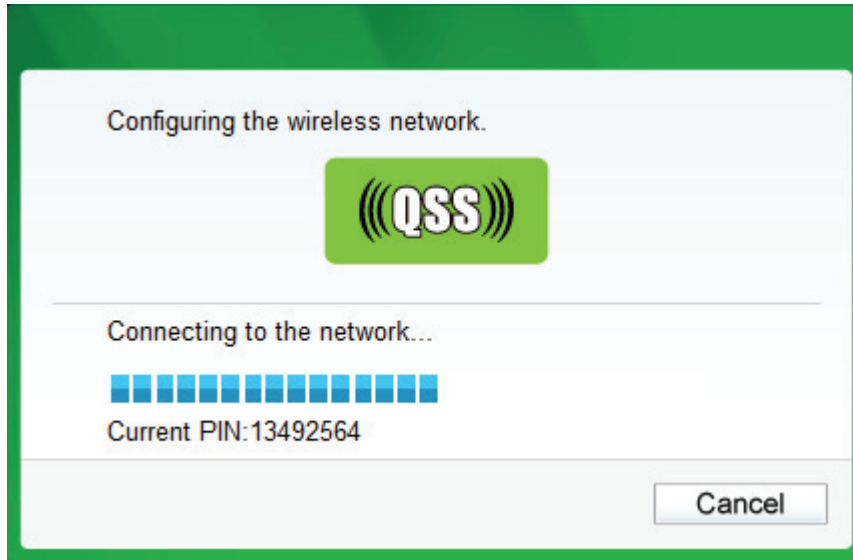 Configuring the wireless network.
(((QSS)))
Connecting to the network...
Current PIN:13492564
Cancel